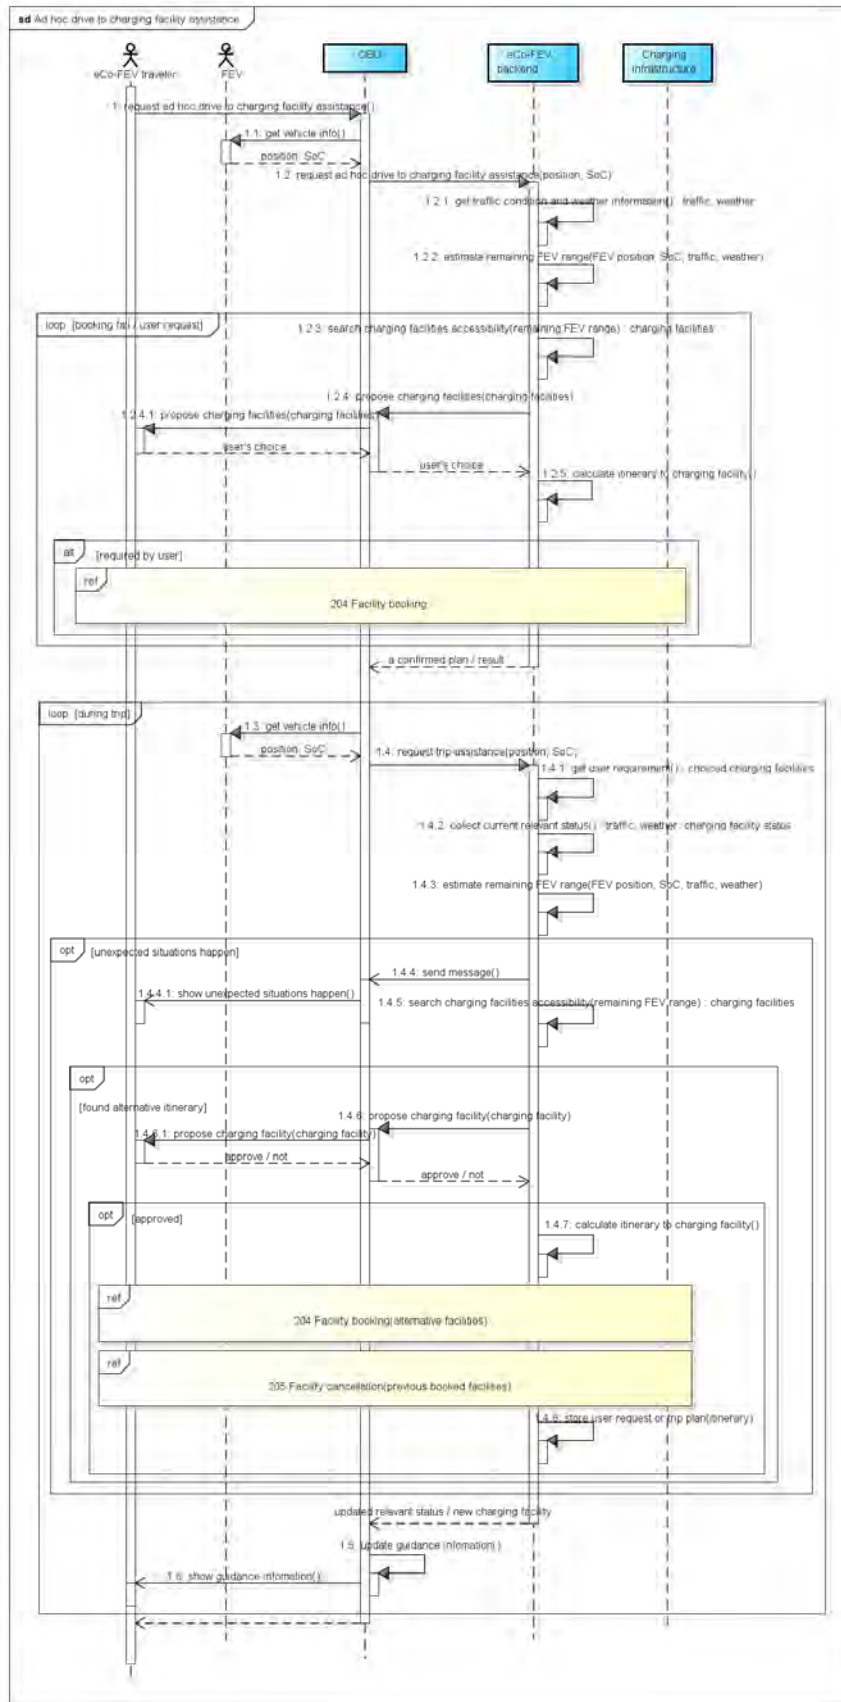 sd Ad hoc drive to charging facility assistance
eCo-FEV traveler
FEV
OBU
eCo-FEV
backend
Charging
Infrastructure
1: request ad hoc drive to charging facility assistance()
1.1: get vehicle info()
position, SoC
1.2: request ad hoc drive to charging facility assistance(position, SoC)
1.2.1: get traffic condition and weather information() : traffic, weather
1.2.2: estimate remaining FEV range(FEV position, SoC, traffic, weather)
loop [booking fail / user request]
1.2.3: search charging facilities accessibility(remaining FEV range) : charging facilities
1.2.4: propose charging facilities(charging facilities)
1.2.4.1: propose charging facilities(charging facilities)
user's choice
user's choice
1.2.5: calculate itinerary to charging facility()
alt [required by user]
ref
204 Facility booking
a confirmed plan / result
loop [during trip]
1.3: get vehicle info()
position, SoC
1.4: request trip-assistance(position, SoC)
1.4.1: get user requirement() : choiced charging facilities
1.4.2: collect current relevant status() : traffic, weather, charging facility status
1.4.3: estimate remaining FEV range(FEV position, SoC, traffic, weather)
opt [unexpected situations happen]
1.4.4: send message()
1.4.4.1: show unexpected situations happen()
1.4.5: search charging facilities accessibility(remaining FEV range) : charging facilities
opt
[found alternative itinerary]
1.4.6: propose charging facility(charging facility)
1.4.6.1: propose charging facility(charging facility)
approve / not
approve / not
opt [approved]
1.4.7: calculate itinerary to charging facility()
ref
204 Facility booking(alternative facilities)
ref
205 Facility cancellation(previous booked facilities)
1.4.8: store user request or trip plan(itinerary)
updated relevant status / new charging facility
1.5: update guidance infomation()
1.6: show guidance infomation()